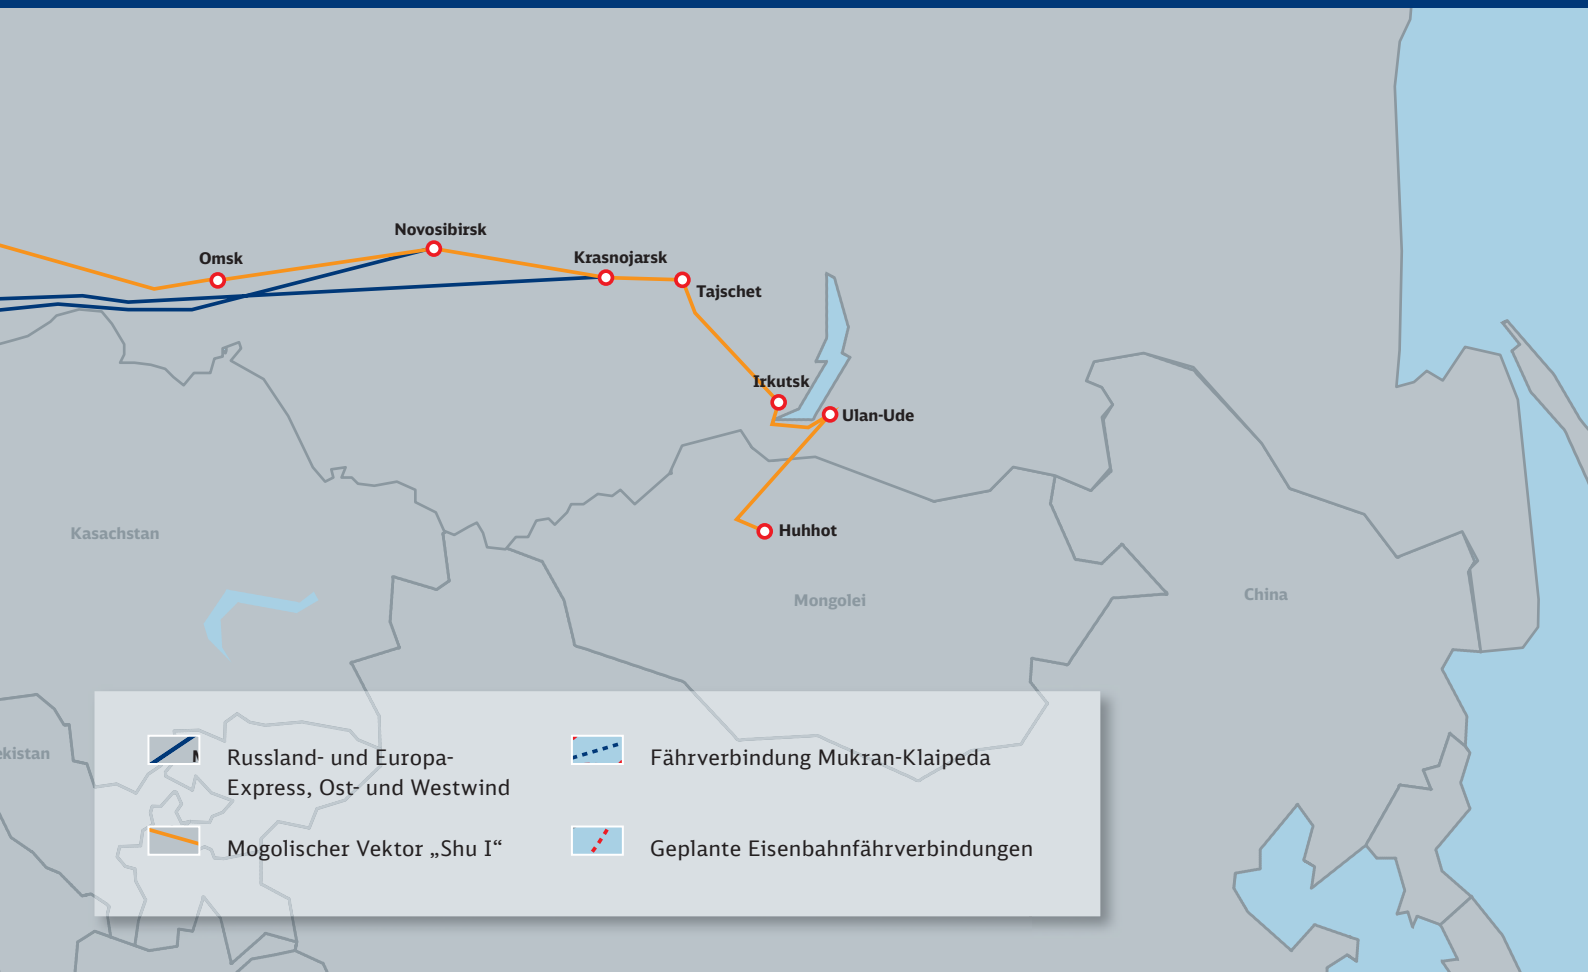 Novosibirsk
Omsk
Krasnojarsk
Tajschet
Irkutsk
Ulan-Ude
Huhhot
Kasachstan
Mongolei
China
ekistan
Russland- und Europa-
Express, Ost- und Westwind
Mogolischer Vektor „Shu I“
Fährverbindung Mukran-Klaipeda
Geplante Eisenbahnfährverbindungen